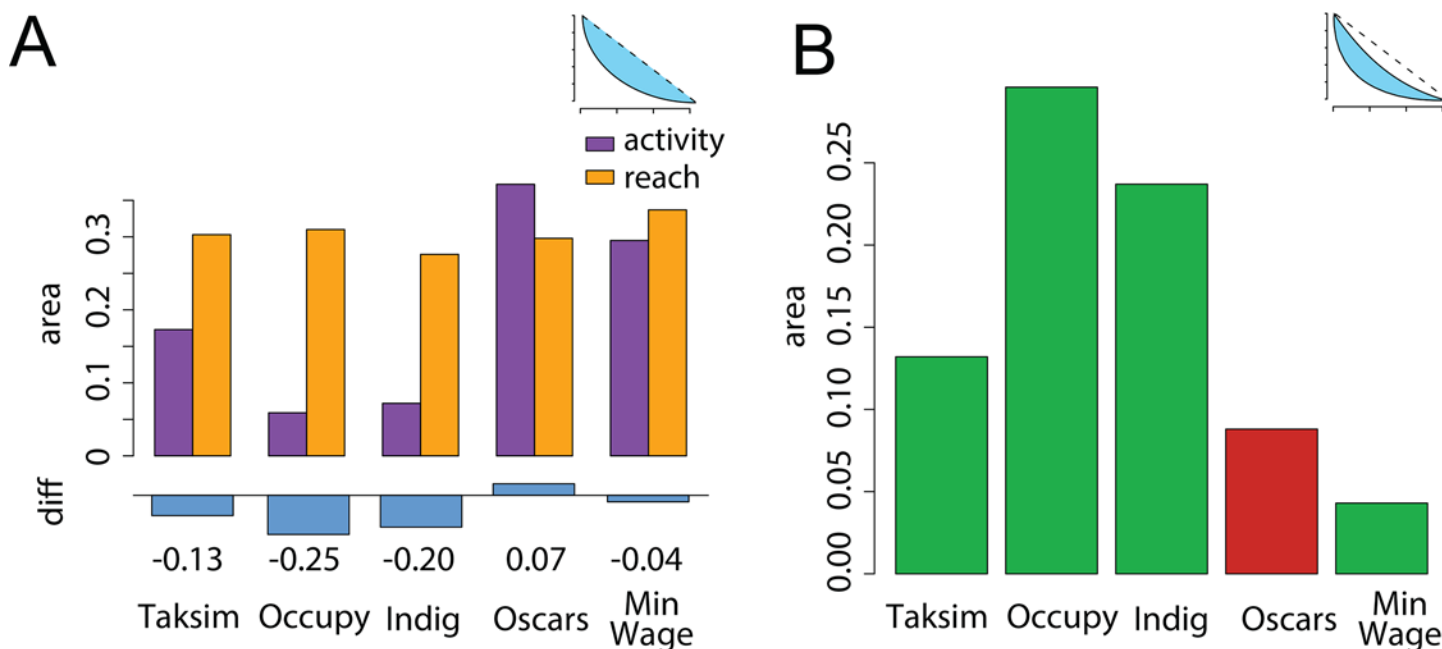 A
activity
reach
area
0.3
0.2
0.1
0
diff
-0.13 -0.25 -0.20 0.07 -0.04
Taksim Occupy Indig Oscars Min
Wage
B
area
0.25
0.20
0.15
0.10
0.05
0.00
Taksim Occupy Indig Oscars Min
Wage